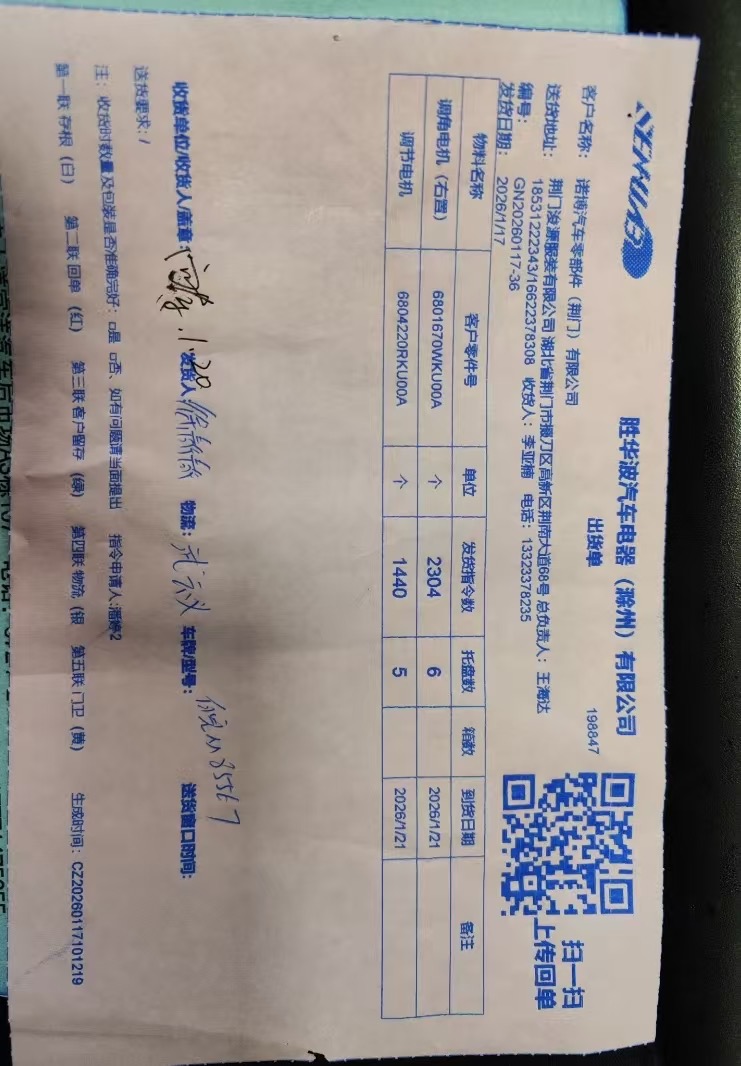 SHENGHUABO
胜华波汽车电器（滁州）有限公司
出货单
198847
扫一扫
上传回单
客户名称： 诺博汽车零部件（荆门）有限公司
送货地址： 荆门浚澜服装有限公司 湖北省荆门市掇刀区高新区荆南大道68号 总负责人： 王海达
18531222343/16622378308 收货人： 李亚楠 电话： 13323378235
编号： GN20260117-36
发货日期： 2026/1/17
物料名称 客户零件号 单位 发货指令数 托盘数 箱数 到货日期 备注
调角电机（右置） 6801670WKU00A 个 2304 6 2026/1/21
调节电机 6804220RKU00A 个 1440 5 2026/1/21
收货单位/收货人/盖章： 1.20 发货人 物流： 车牌/型号： 85567 送货窗口时间：
送货要求：/
注： 收货时数量及包装是否准确完好： □是 □否、如有问题请当面提出 指令申请人:潘婷2
第一联 存根（白） 第二联 回单（红） 第三联 客户留存（绿） 第四联 物流（银 第五联 门卫（黄） 生成时间： CZ20260117101219